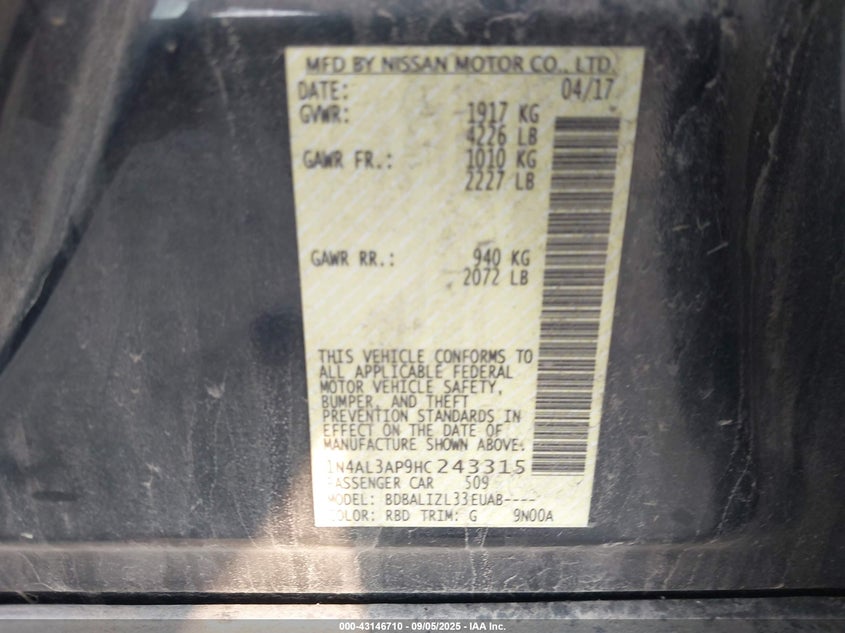 MFD BY NISSAN MOTOR CO., LTD.
DATE: 04/17
GVWR: 1917 KG
4226 LB
GAWR FR.: 1010 KG
2227 LB
GAWR RR.: 940 KG
2072 LB
THIS VEHICLE CONFORMS TO
ALL APPLICABLE FEDERAL
MOTOR VEHICLE SAFETY,
BUMPER, AND THEFT
PREVENTION STANDARDS IN
EFFECT ON THE DATE OF
MANUFACTURE SHOWN ABOVE.
1N4AL3AP9HC243315
PASSENGER CAR 509
MODEL: BDBALIZL33EUAB----
COLOR: RBD TRIM: G 9N00A
000-43146710 - 09/05/2025 - IAA Inc.